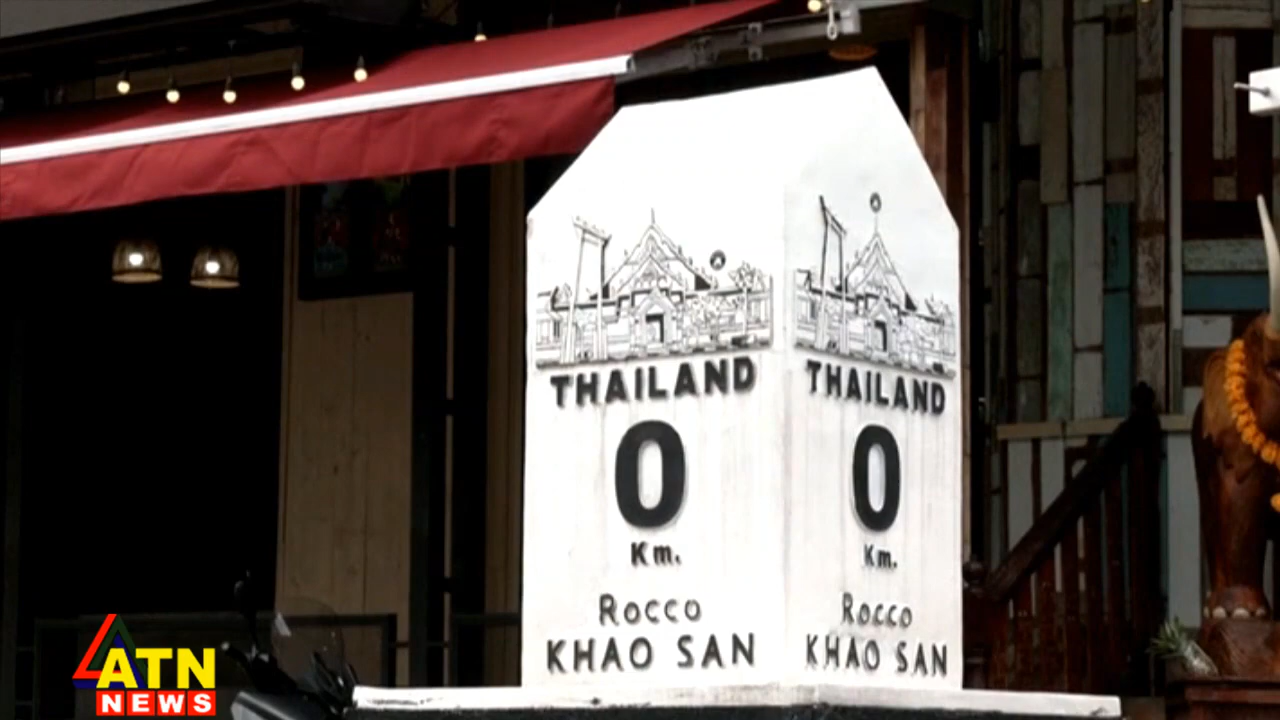 THAILAND
0
Km.
Rocco
KHAO SAN
THAILAND
0
Km.
Rocco
KHAO SAN
ATN
NEWS